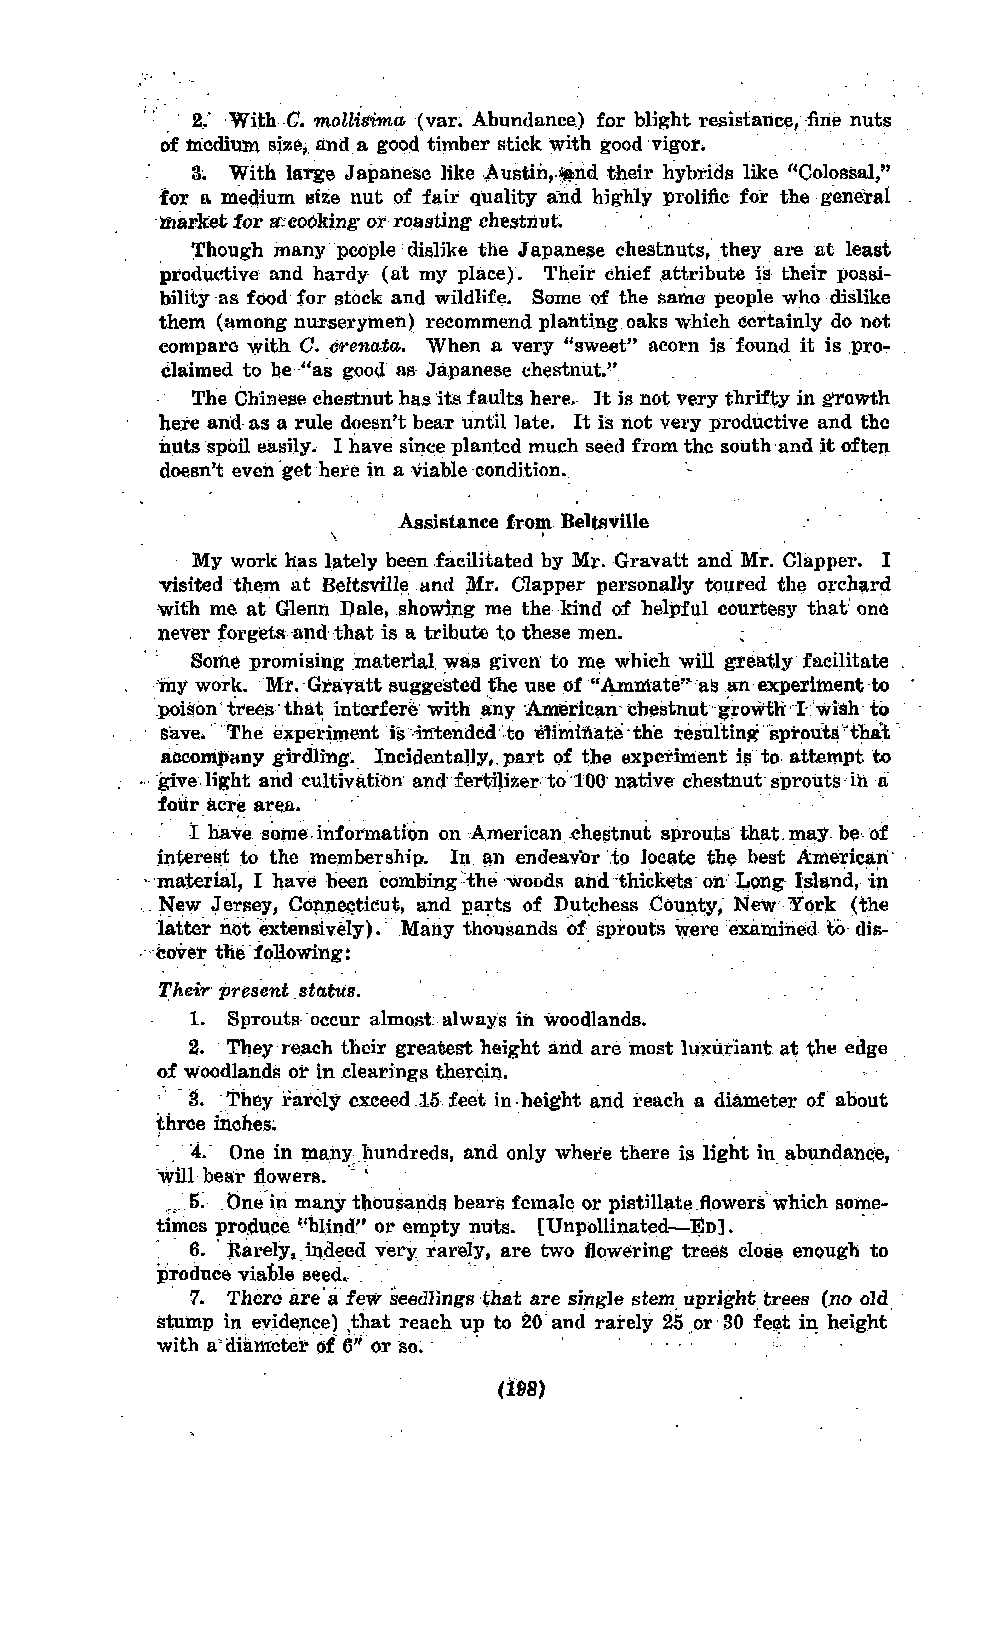 2. With C. mollisima (var. Abundance) for blight resistance, fine nuts
of medium size, and a good timber stick with good vigor.
3. With large Japanese like Austin, and their hybrids like "Colossal,"
for a medium size nut of fair quality and highly prolific for the general
market for a cooking or roasting chestnut.
Though many people dislike the Japanese chestnuts, they are at least
productive and hardy (at my place). Their chief attribute is their possi-
bility as food for stock and wildlife. Some of the same people who dislike
them (among nurserymen) recommend planting oaks which certainly do not
compare with C. crenata. When a very "sweet" acorn is found it is pro-
claimed to be "as good as Japanese chestnut."
The Chinese chestnut has its faults here. It is not very thrifty in growth
here and as a rule doesn't bear until late. It is not very productive and the
nuts spoil easily. I have since planted much seed from the south and it often
doesn't even get here in a viable condition.
Assistance from Beltsville
My work has lately been facilitated by Mr. Gravatt and Mr. Clapper. I
visited them at Beltsville and Mr. Clapper personally toured the orchard
with me at Glenn Dale, showing me the kind of helpful courtesy that one
never forgets and that is a tribute to these men.
Some promising material was given to me which will greatly facilitate
my work. Mr. Gravatt suggested the use of "Ammate" as an experiment to
poison trees that interfere with any American chestnut growth I wish to
save. The experiment is intended to eliminate the resulting sprouts that
accompany girdling. Incidentally, part of the experiment is to attempt to
give light and cultivation and fertilizer to 100 native chestnut sprouts in a
four acre area.
I have some information on American chestnut sprouts that may be of
interest to the membership. In an endeavor to locate the best American
material, I have been combing the woods and thickets on Long Island, in
New Jersey, Connecticut, and parts of Dutchess County, New York (the
latter not extensively). Many thousands of sprouts were examined to dis-
cover the following:
Their present status.
1. Sprouts occur almost always in woodlands.
2. They reach their greatest height and are most luxuriant at the edge
of woodlands or in clearings therein.
3. They rarely exceed 15 feet in height and reach a diameter of about
three inches.
4. One in many hundreds, and only where there is light in abundance,
will bear flowers.
5. One in many thousands bears female or pistillate flowers which some-
times produce "blind" or empty nuts. [Unpollinated—ED].
6. Rarely, indeed very rarely, are two flowering trees close enough to
produce viable seed.
7. There are a few seedlings that are single stem upright trees (no old
stump in evidence) that reach up to 20 and rarely 25 or 30 feet in height
with a diameter of 6" or so.
(198)